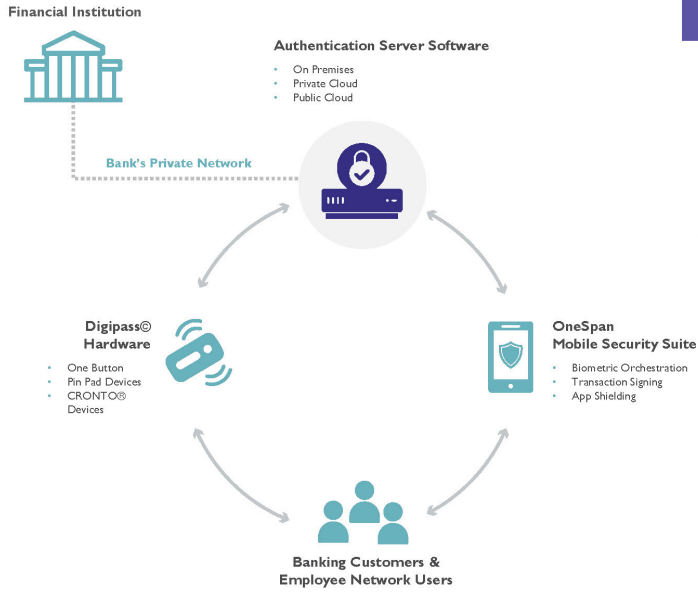 Financial Institution
Authentication Server Software
• On Premises
• Private Cloud
• Public Cloud
Bank's Private Network
Digipass©
Hardware
• One Button
• Pin Pad Devices
• CRONTO®
Devices
OneSpan
Mobile Security Suite
• Biometric Orchestration
• Transaction Signing
• App Shielding
Banking Customers &
Employee Network Users